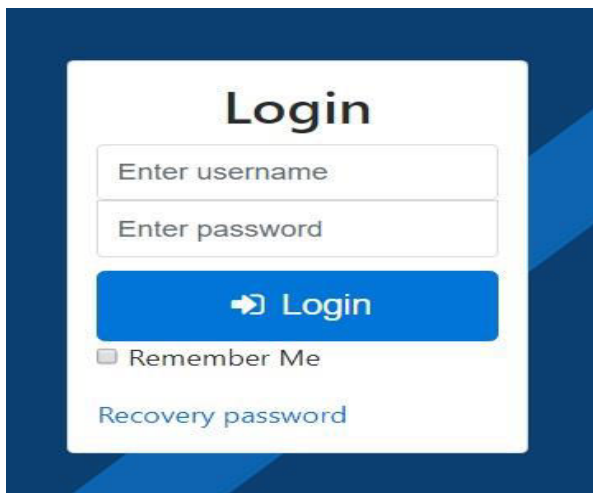 Login
Enter username
Enter password
Login
Remember Me
Recovery password